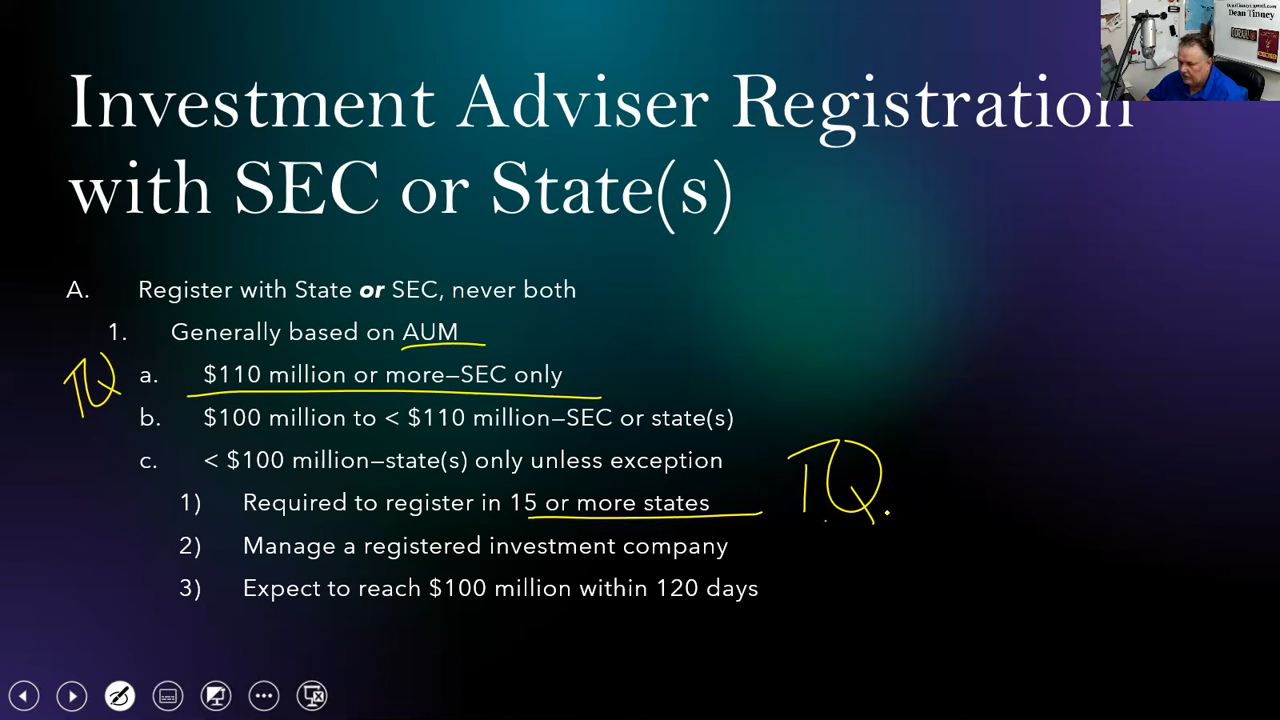 Dean Tinney
Investment Adviser Registration
with SEC or State(s)
A. Register with State or SEC, never both
1. Generally based on AUM
TQ
a. $110 million or more—SEC only
b. $100 million to < $110 million—SEC or state(s)
c. < $100 million—state(s) only unless exception
TQ.
1) Required to register in 15 or more states
2) Manage a registered investment company
3) Expect to reach $100 million within 120 days